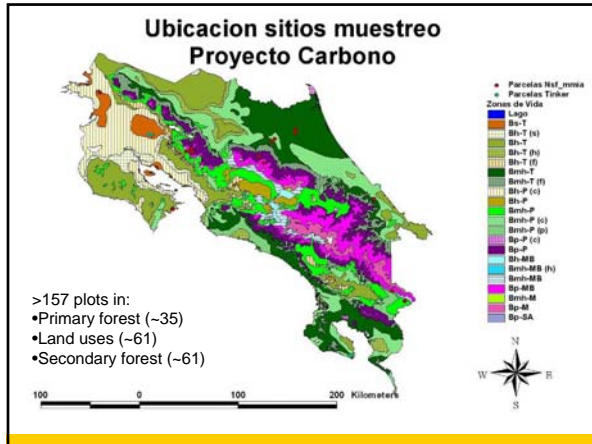 Ubicacion sitios muestreo
Proyecto Carbono
Parcelas Nsf_mmia
Parcelas Tinker
Zonas de Vida
Lago
Bs-T
Bh-T (s)
Bh-T
Bh-T (h)
Bh-T (f)
Bmh-T
Bmh-T (f)
Bh-P (c)
Bh-P
Bmh-P
Bmh-P (c)
Bmh-P (p)
Bp-P (c)
Bp-P
Bh-MB
Bmh-MB (h)
Bmh-MB
Bp-MB
Bmh-M
Bp-M
Bp-SA
>157 plots in:
•Primary forest (~35)
•Land uses (~61)
•Secondary forest (~61)
100 0 100 200 Kilometers
N
W E
S